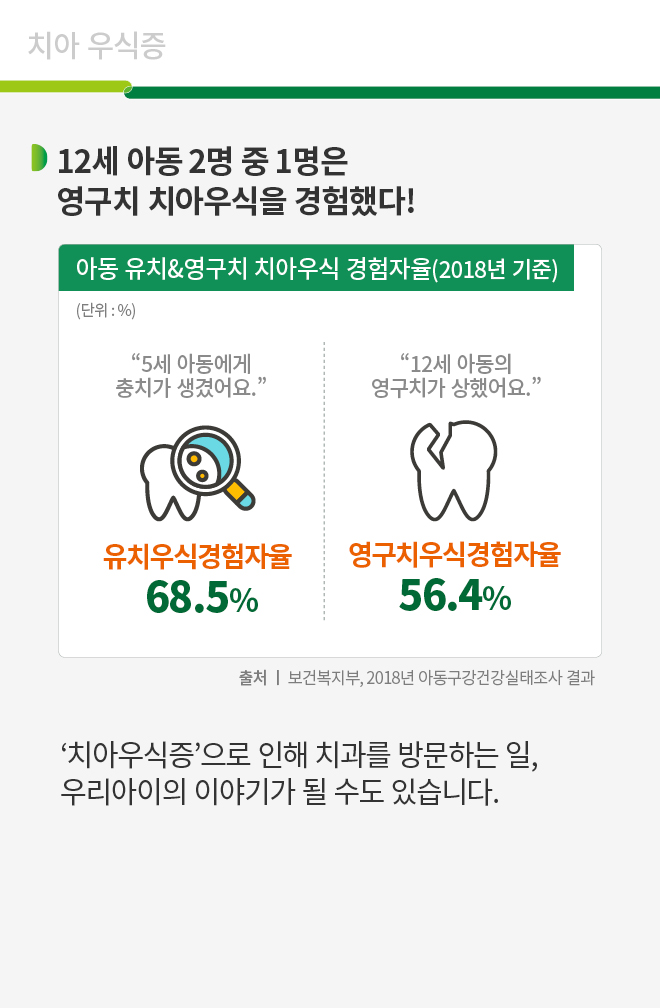 치아 우식증
12세 아동 2명 중 1명은
영구치 치아우식을 경험했다!
아동 유치&영구치 치아우식 경험자율(2018년 기준)
(단위 : %)
“5세 아동에게
충치가 생겼어요.”
유치우식경험자율
68.5%
“12세 아동의
영구치가 상했어요.”
영구치우식경험자율
56.4%
출처 ㅣ 보건복지부, 2018년 아동구강건강실태조사 결과
‘치아우식증’으로 인해 치과를 방문하는 일,
우리아이의 이야기가 될 수도 있습니다.